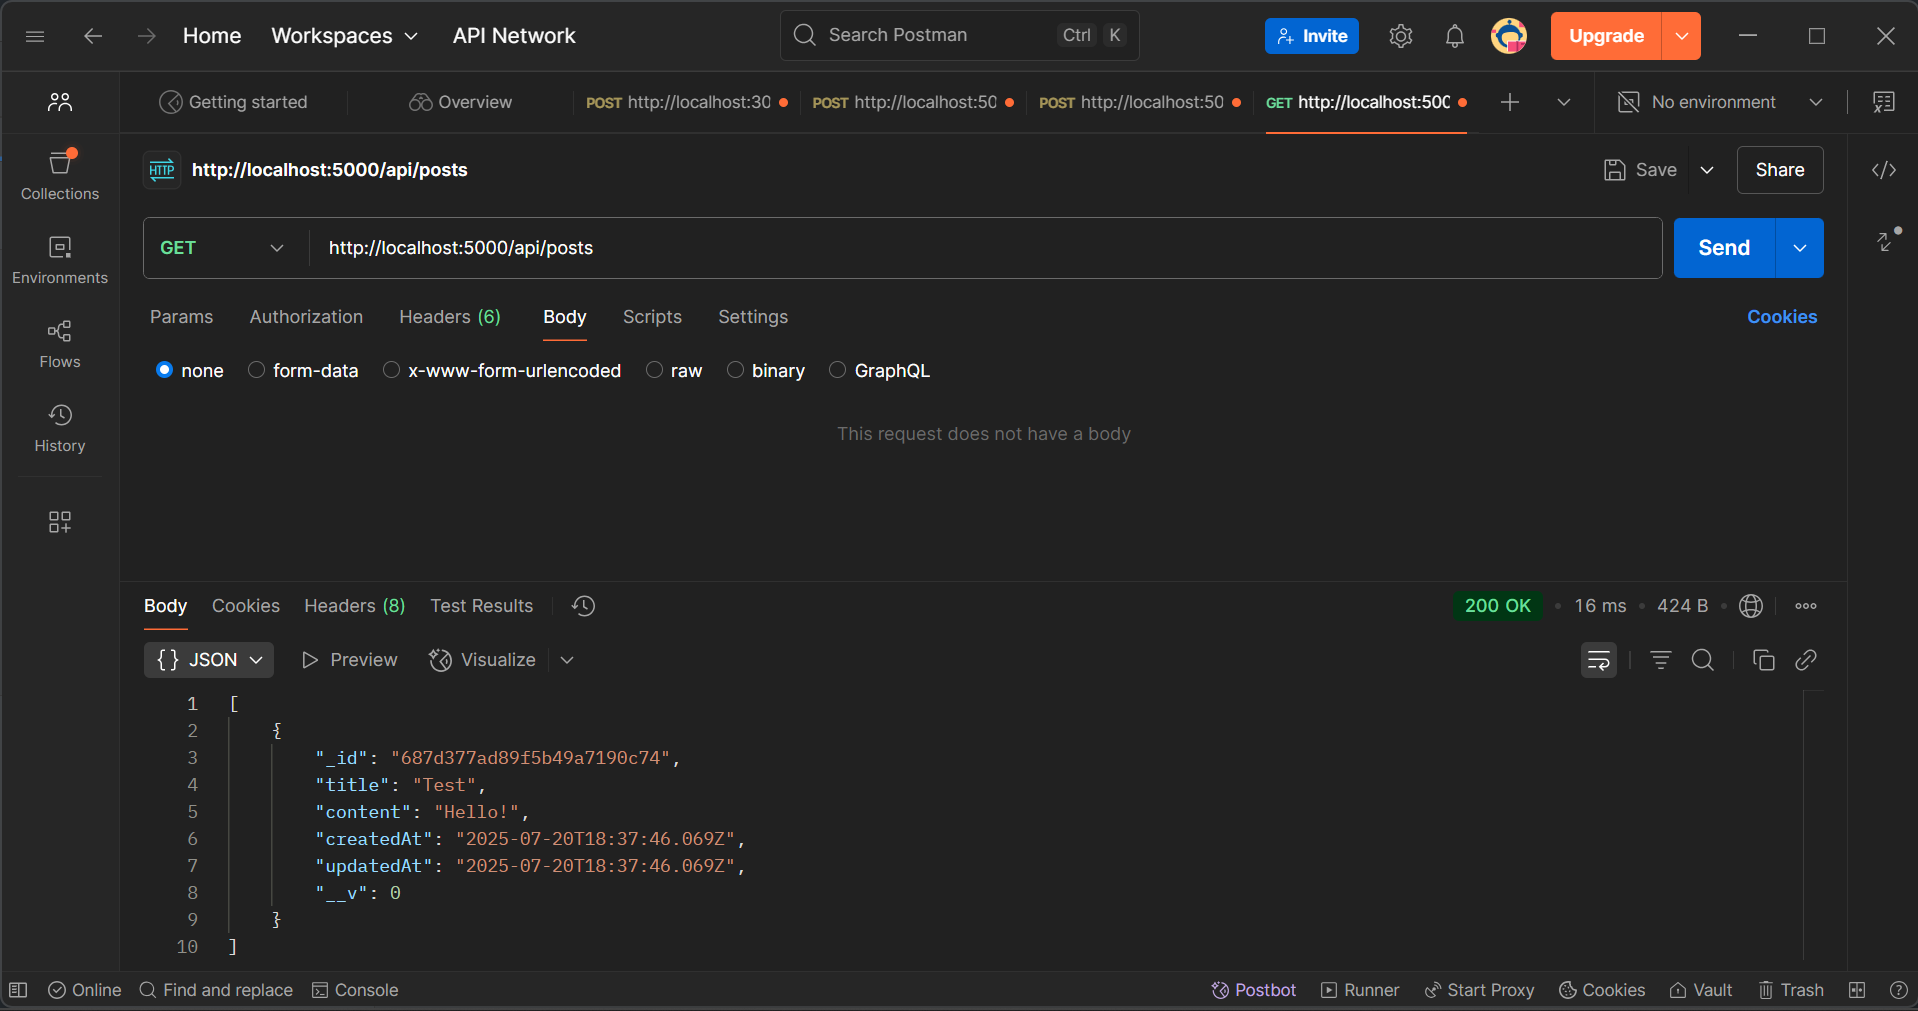 Home Workspaces API Network Search Postman Ctrl K Invite Upgrade
Getting started Overview POST http://localhost:30 POST http://localhost:50 POST http://localhost:50 GET http://localhost:500 No environment
HTTP http://localhost:5000/api/posts Save Share
Collections
Environments
Flows
History
GET http://localhost:5000/api/posts Send
Params Authorization Headers (6) Body Scripts Settings Cookies
none form-data x-www-form-urlencoded raw binary GraphQL
This request does not have a body
Body Cookies Headers (8) Test Results 200 OK • 16 ms • 424 B
{} JSON Preview Visualize
1 [
2 {
3 "_id": "687d377ad89f5b49a7190c74",
4 "title": "Test",
5 "content": "Hello!",
6 "createdAt": "2025-07-20T18:37:46.069Z",
7 "updatedAt": "2025-07-20T18:37:46.069Z",
8 "__v": 0
9 }
10 ]
Online Find and replace Console Postbot Runner Start Proxy Cookies Vault Trash